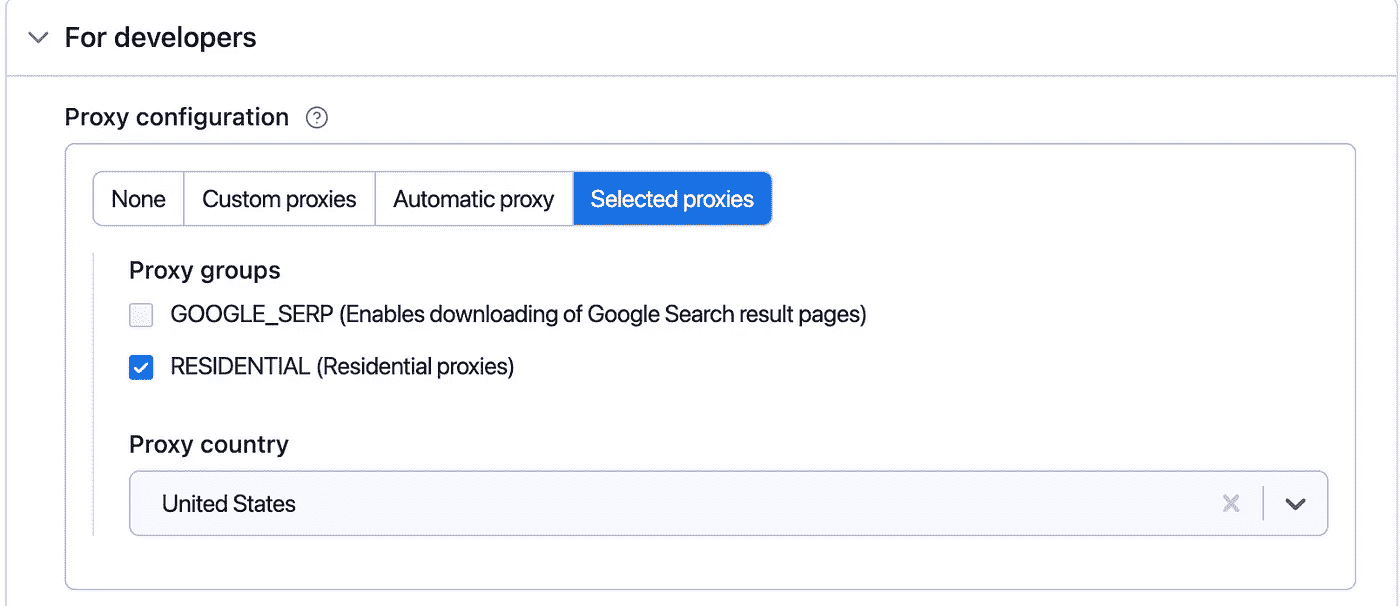 For developers
Proxy configuration ?
None Custom proxies Automatic proxy Selected proxies
Proxy groups
GOOGLE_SERP (Enables downloading of Google Search result pages)
RESIDENTIAL (Residential proxies)
Proxy country
United States